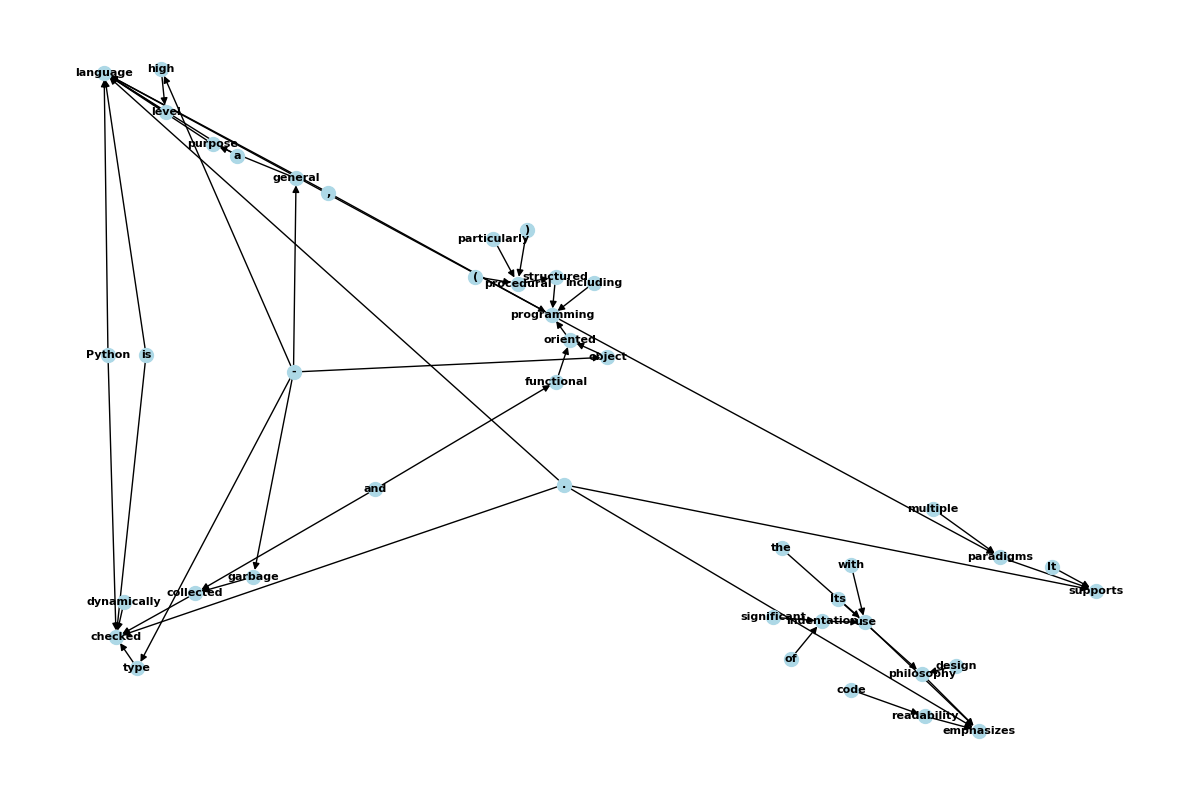 language
high
level
purpose
a
general
,
particularly
)
(
procedural
structured
including
programming
oriented
object
functional
Python
is
-
and
.
multiple
paradigms
It
supports
the
with
Its
significant
indentation
use
of
philosophy
design
code
readability
emphasizes
garbage
collected
dynamically
checked
type